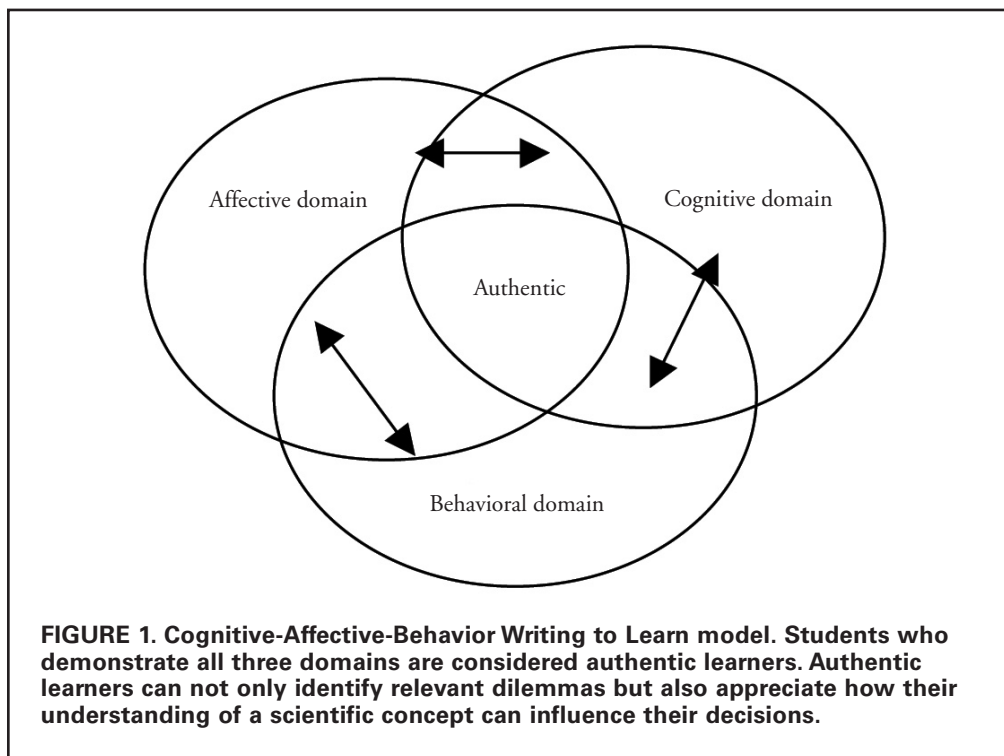 Affective domain
Cognitive domain
Authentic
Behavioral domain
FIGURE 1. Cognitive-Affective-Behavior Writing to Learn model. Students who
demonstrate all three domains are considered authentic learners. Authentic
learners can not only identify relevant dilemmas but also appreciate how their
understanding of a scientific concept can influence their decisions.